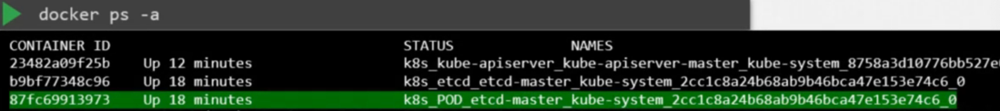 docker ps -a
CONTAINER ID STATUS NAMES
23482a09f25b Up 12 minutes k8s_kube-apiserver_kube-apiserver-master_kube-system_8758a3d10776bb527e
b9bf77348c96 Up 18 minutes k8s_etcd_etcd-master_kube-system_2cc1c8a24b68ab9b46bca47e153e74c6_0
87fc69913973 Up 18 minutes k8s_POD_etcd-master_kube-system_2cc1c8a24b68ab9b46bca47e153e74c6_0